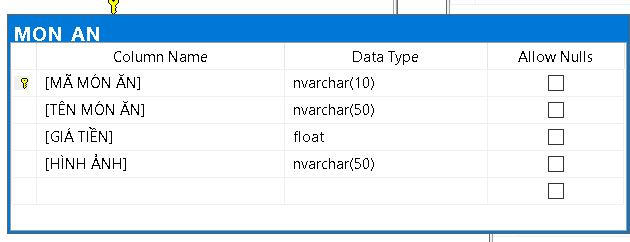 MON AN
Column Name Data Type Allow Nulls
[MÃ MÓN ĂN] nvarchar(10)
[TÊN MÓN ĂN] nvarchar(50)
[GIÁ TIỀN] float
[HÌNH ẢNH] nvarchar(50)